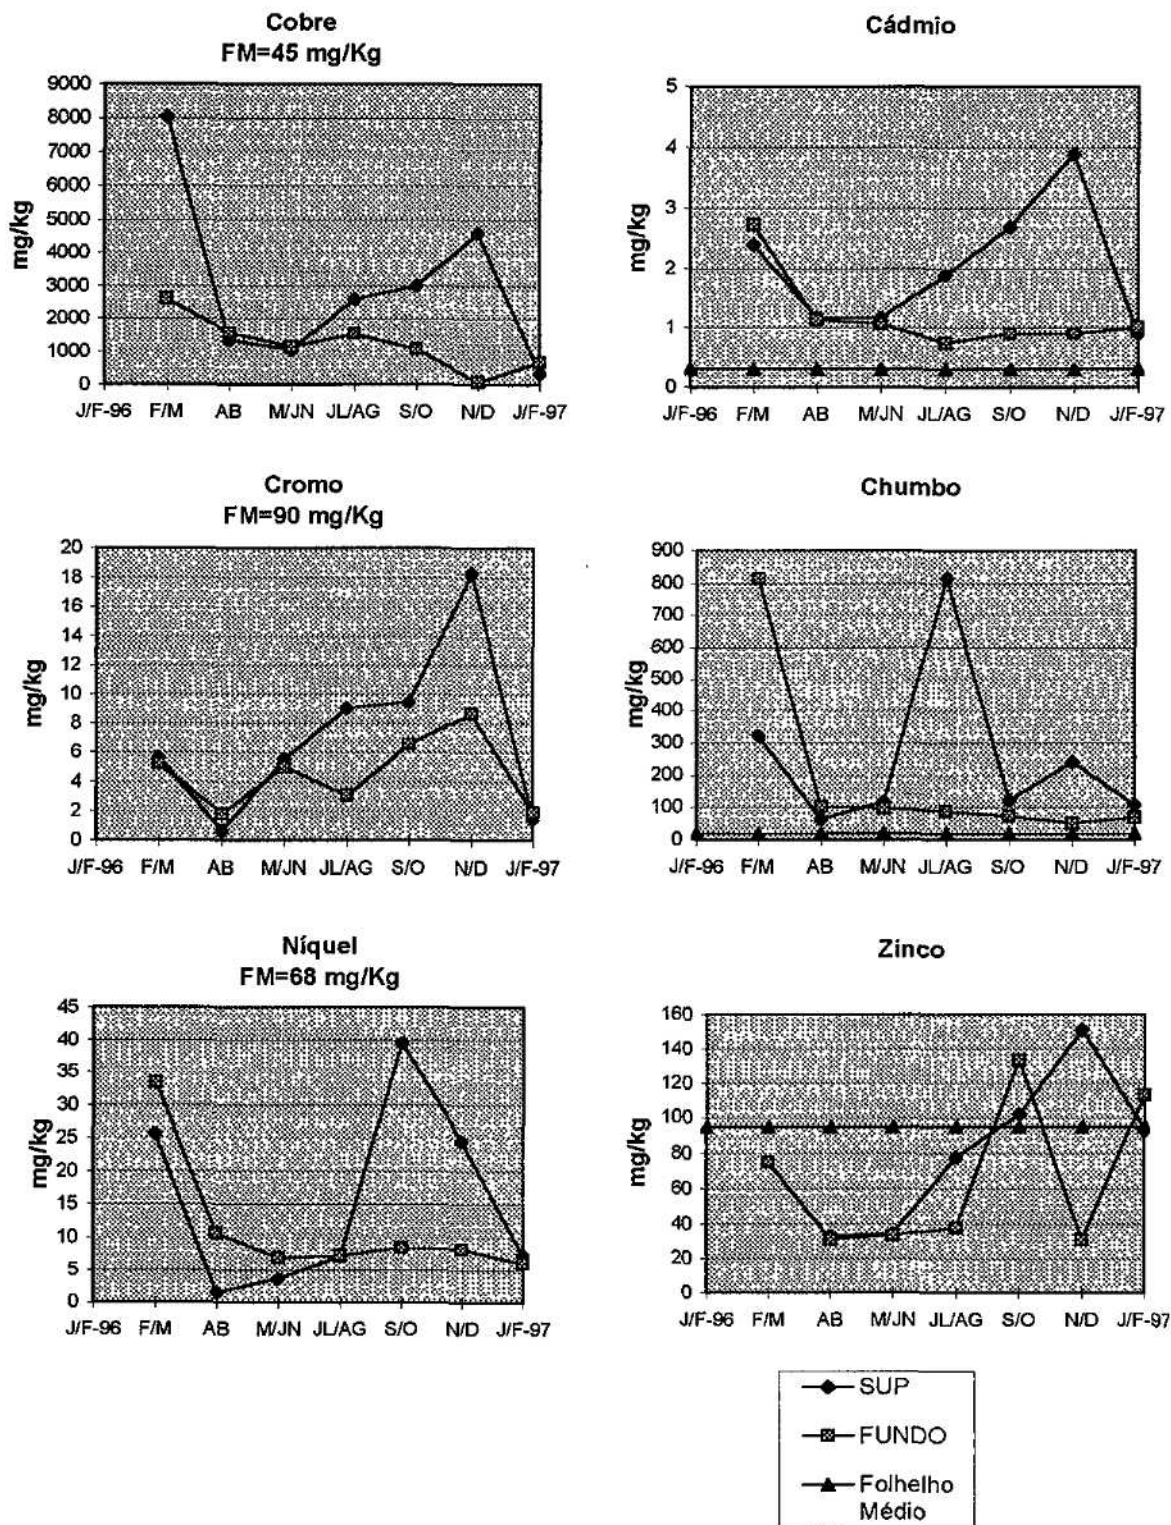 Cobre
FM=45 mg/Kg
9000
8000
7000
6000
5000
4000
3000
2000
1000
0
mg/kg
J/F-96 F/M AB M/JN JL/AG S/O N/D J/F-97
Cádmio
5
4
3
2
1
0
mg/kg
J/F-96 F/M AB M/JN JL/AG S/O N/D J/F-97
Cromo
FM=90 mg/Kg
20
18
16
14
12
10
8
6
4
2
0
mg/kg
J/F-96 F/M AB M/JN JL/AG S/O N/D J/F-97
Chumbo
900
800
700
600
500
400
300
200
100
0
mg/kg
J/F-96 F/M AB M/JN JL/AG S/O N/D J/F-97
Níquel
FM=68 mg/Kg
45
40
35
30
25
20
15
10
5
0
mg/kg
J/F-96 F/M AB M/JN JL/AG S/O N/D J/F-97
Zinco
160
140
120
100
80
60
40
20
0
mg/kg
J/F-96 F/M AB M/JN JL/AG S/O N/D J/F-97
SUP
FUNDO
Folhelho
Médio